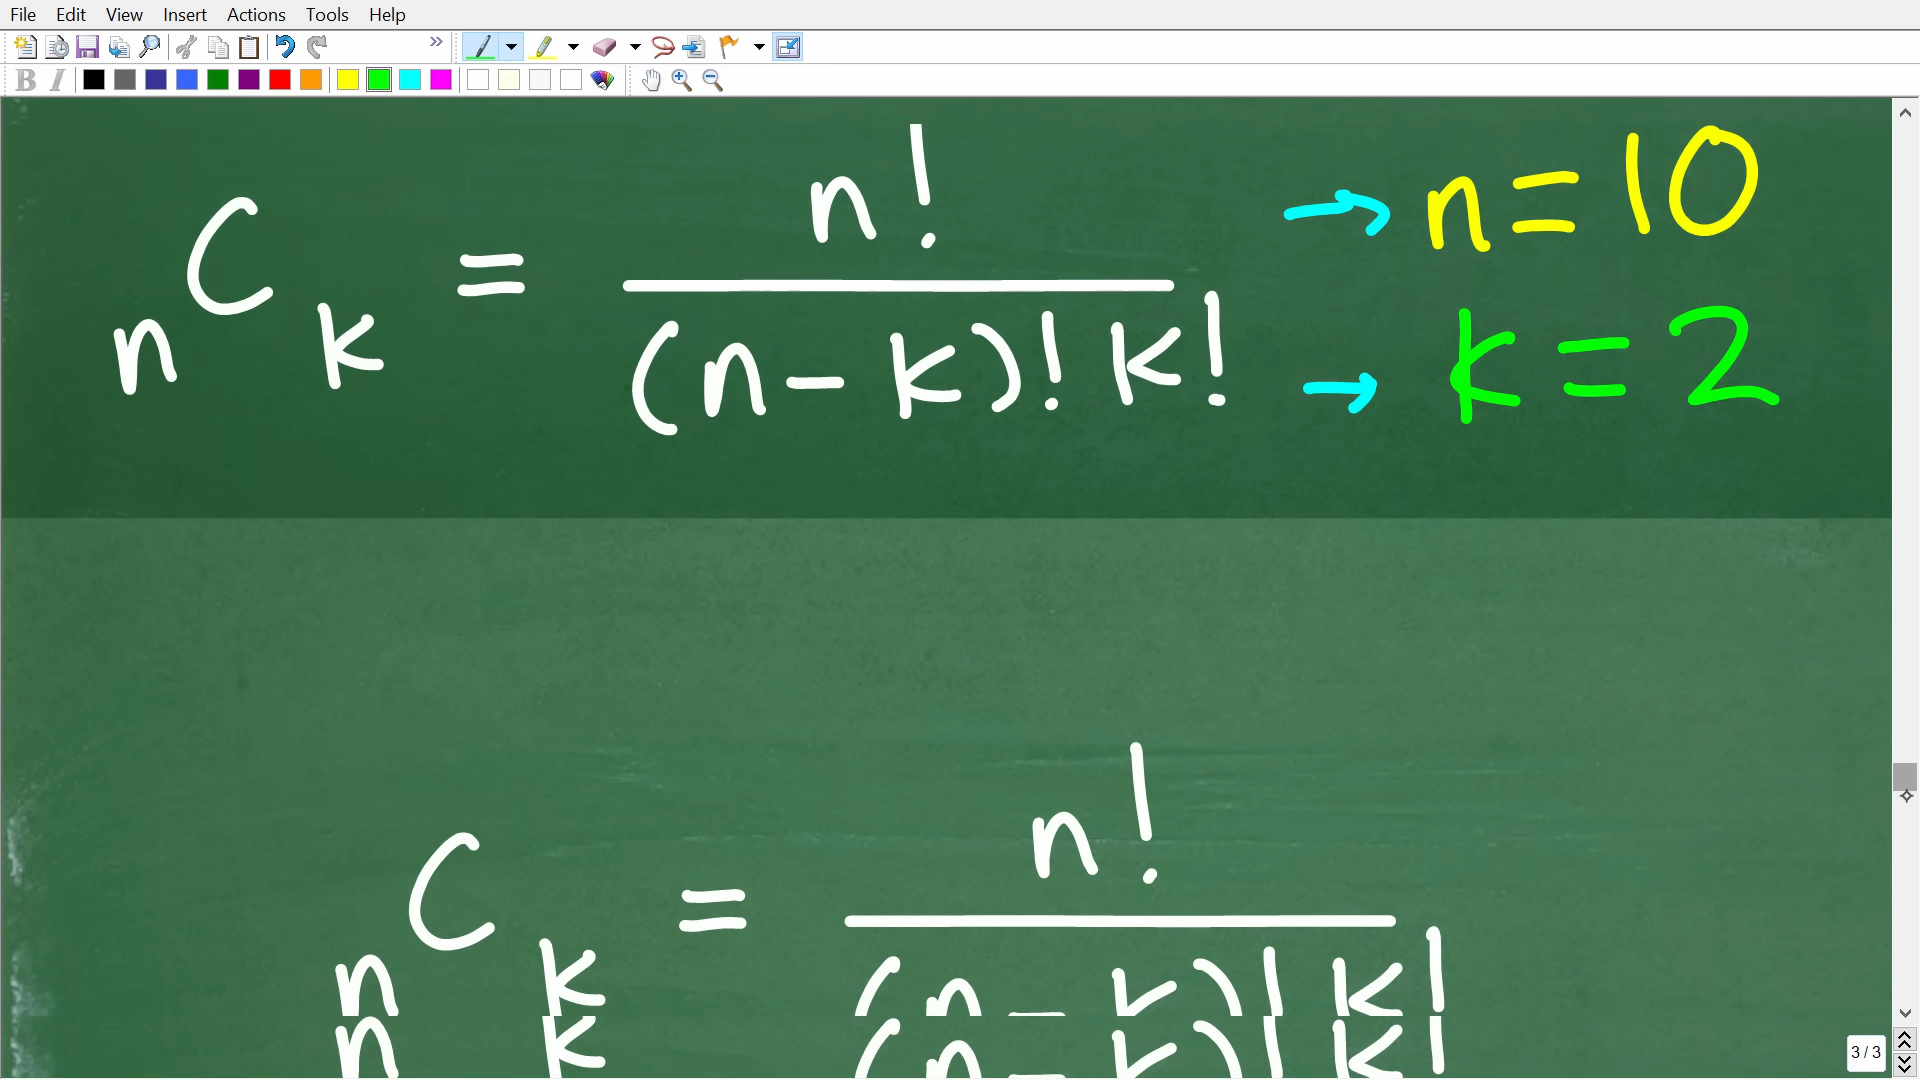 File Edit View Insert Actions Tools Help
B I
nCk = n! / (n-k)! k!
→ n = 10
→ k = 2
nCk = n! / (n-k)! k!
n k (n-k)! k!
3 / 3